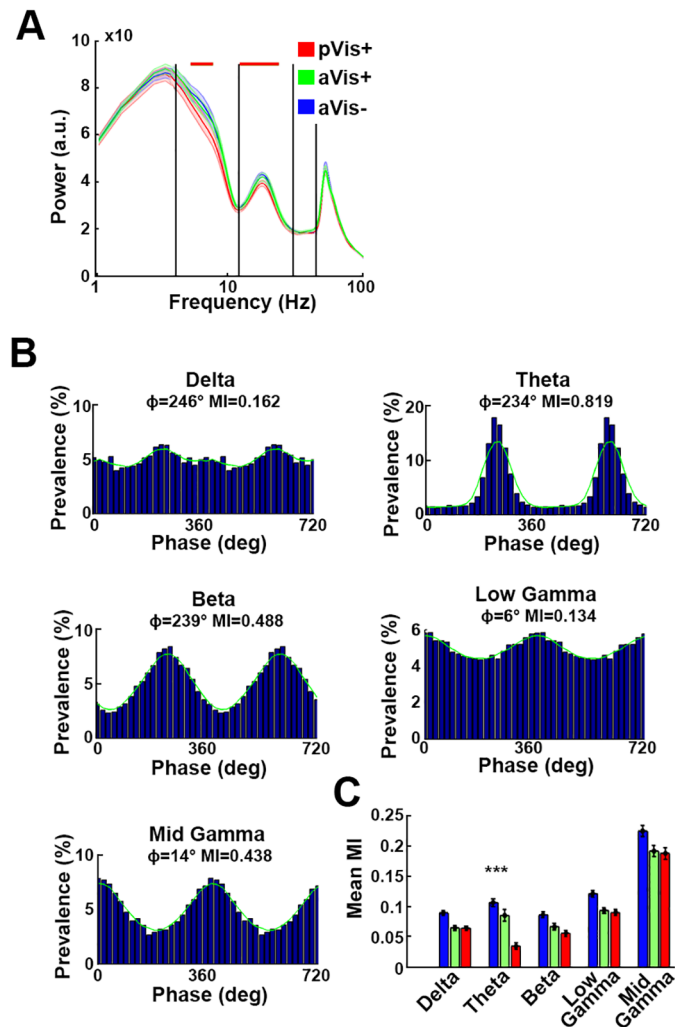 A
x10
pVis+
aVis+
aVis-
10
8
6
4
2
0
Power (a.u.)
1
10
100
Frequency (Hz)
B
Delta
ϕ=246° MI=0.162
Prevalence (%)
10
5
0
0
360
720
Phase (deg)
Theta
ϕ=234° MI=0.819
Prevalence (%)
20
10
0
0
360
720
Phase (deg)
Beta
ϕ=239° MI=0.488
Prevalence (%)
10
5
0
0
360
720
Phase (deg)
Low Gamma
ϕ=6° MI=0.134
Prevalence (%)
6
4
2
0
0
360
720
Phase (deg)
Mid Gamma
ϕ=14° MI=0.438
Prevalence (%)
10
5
0
0
360
720
Phase (deg)
C
Mean MI
0.25
0.2
0.15
0.1
0.05
0
***
Delta
Theta
Beta
Low
Gamma
Mid
Gamma